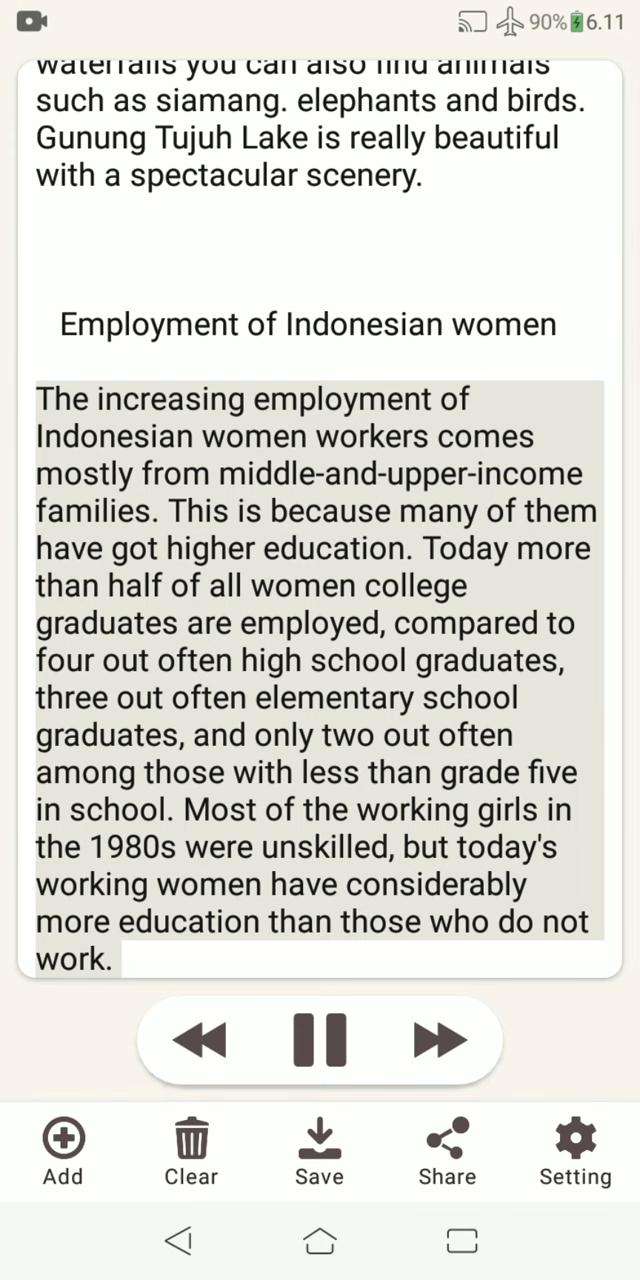 90% 6.11
waterfalls you can also find animals
such as siamang. elephants and birds.
Gunung Tujuh Lake is really beautiful
with a spectacular scenery.
Employment of Indonesian women
The increasing employment of
Indonesian women workers comes
mostly from middle-and-upper-income
families. This is because many of them
have got higher education. Today more
than half of all women college
graduates are employed, compared to
four out often high school graduates,
three out often elementary school
graduates, and only two out often
among those with less than grade five
in school. Most of the working girls in
the 1980s were unskilled, but today's
working women have considerably
more education than those who do not
work.
Add Clear Save Share Setting